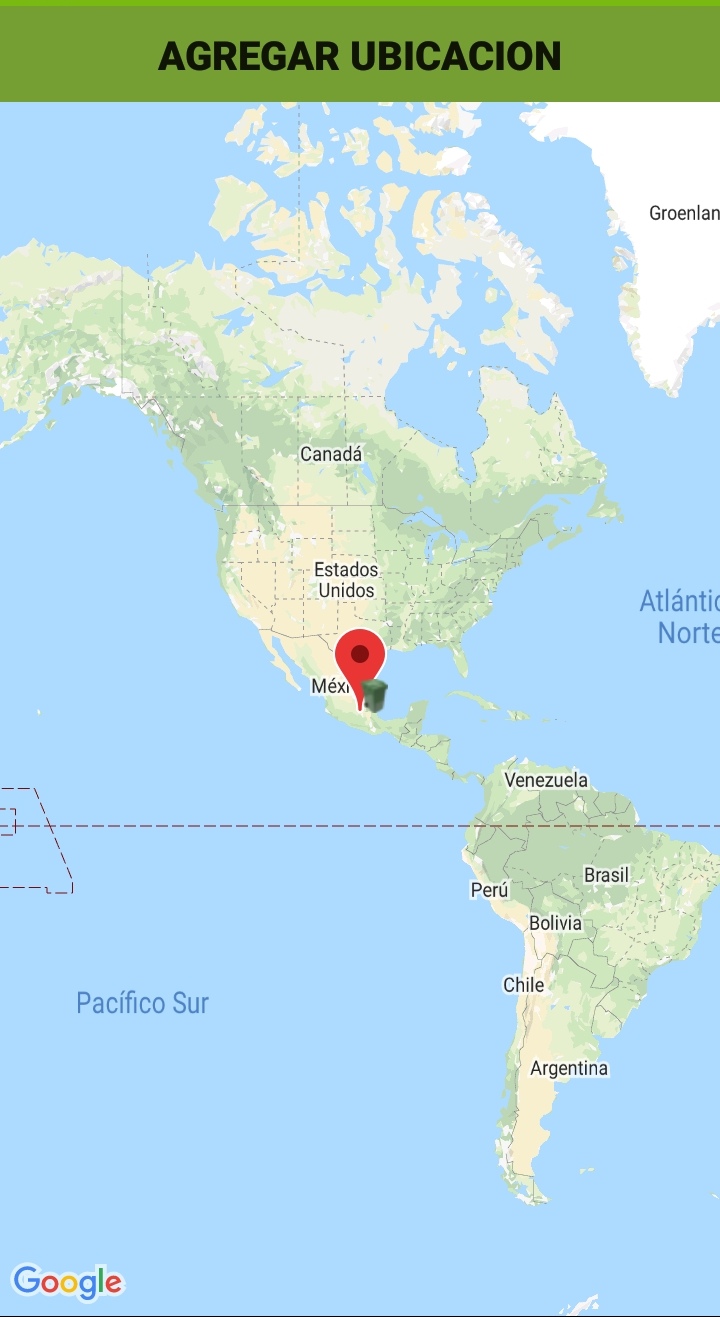 AGREGAR UBICACION
Groenlan
Canadá
Estados
Unidos
Atlántic
Norte
Méxi
Venezuela
Brasil
Perú
Bolivia
Chile
Pacífico Sur
Argentina
Google